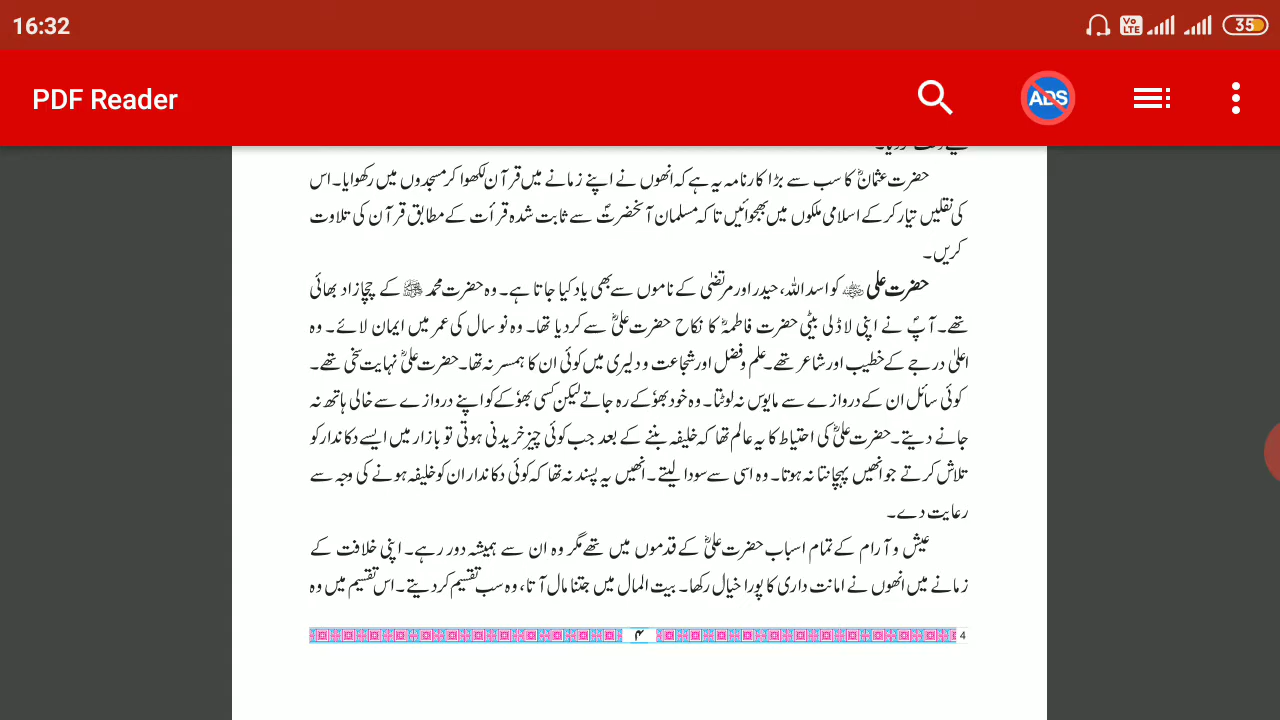 16:32
Vo LTE
35
PDF Reader
ADS
حضرت عثمانؓ کا سب سے بڑا کارنامہ یہ ہے کہ انھوں نے اپنے زمانے میں قرآن لکھوا کر مسجدوں میں رکھوایا۔ اس
کی نقلیں تیار کر کے اسلامی ملکوں میں بھجوائیں تا کہ مسلمان آنحضرتؐ سے ثابت شدہ قرأت کے مطابق قرآن کی تلاوت
کریں۔
حضرت علی ؓ کو اسد اللہ، حیدر اور مرتضٰی کے ناموں سے بھی یاد کیا جاتا ہے۔ وہ حضرت محمد ﷺ کے چچازاد بھائی
تھے۔ آپؐ نے اپنی لاڈلی بیٹی حضرت فاطمہؓ کا نکاح حضرت علیؓ سے کر دیا تھا۔ وہ نو سال کی عمر میں ایمان لائے۔ وہ
اعلیٰ درجے کے خطیب اور شاعر تھے۔ علم و فضل اور شجاعت و دلیری میں کوئی ان کا ہمسر نہ تھا۔ حضرت علیؓ نہایت سخی تھے۔
کوئی سائل ان کے دروازے سے مایوس نہ لوٹتا۔ وہ خود بھوٗکے رہ جاتے لیکن کسی بھوٗکے کو اپنے دروازے سے خالی ہاتھ نہ
جانے دیتے۔ حضرت علیؓ کی احتیاط کا یہ عالم تھا کہ خلیفہ بننے کے بعد جب کوئی چیز خریدنی ہوتی تو بازار میں ایسے دکاندار کو
تلاش کرتے جو انھیں پہچانتا نہ ہوتا۔ وہ اسی سے سودا لیتے۔ انھیں یہ پسند نہ تھا کہ کوئی دکاندار ان کو خلیفہ ہونے کی وجہ سے
رعایت دے۔
عیش و آرام کے تمام اسباب حضرت علیؓ کے قدموں میں تھے مگر وہ ان سے ہمیشہ دور رہے۔ اپنی خلافت کے
زمانے میں انھوں نے امانت داری کا پورا خیال رکھا۔ بیت المال میں جتنا مال آتا، وہ سب تقسیم کر دیتے۔ اس تقسیم میں وہ
۴
4